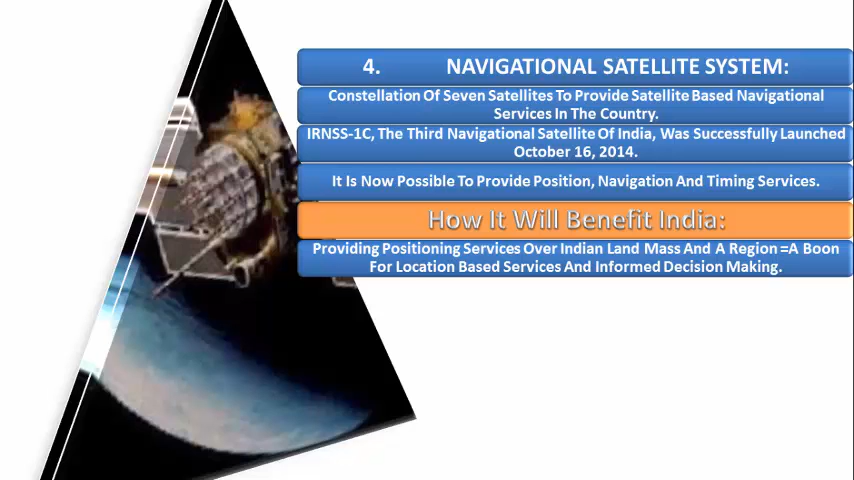 4. NAVIGATIONAL SATELLITE SYSTEM:
Constellation Of Seven Satellites To Provide Satellite Based Navigational
Services In The Country.
IRNSS-1C, The Third Navigational Satellite Of India, Was Successfully Launched
October 16, 2014.
It Is Now Possible To Provide Position, Navigation And Timing Services.
How It Will Benefit India:
Providing Positioning Services Over Indian Land Mass And A Region =A Boon
For Location Based Services And Informed Decision Making.